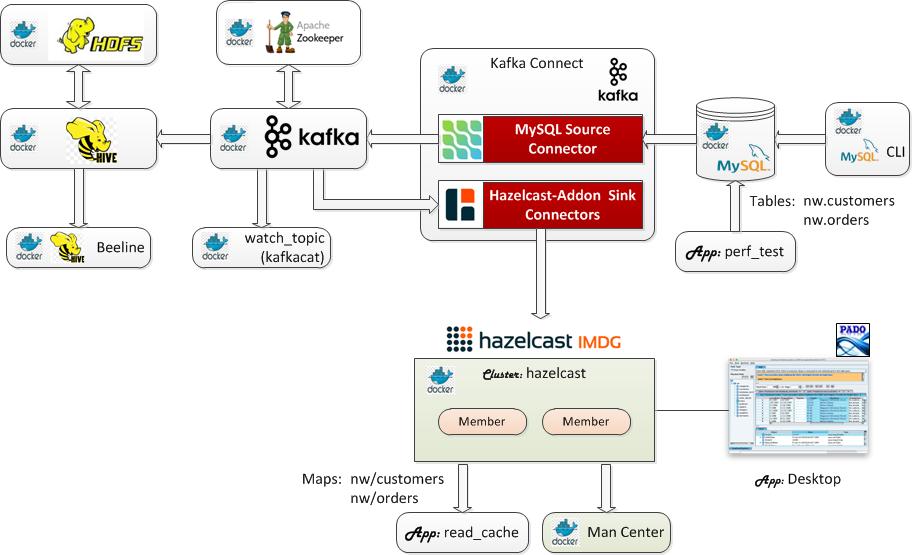 docker
HDFS
docker
Apache
Zookeeper
Kafka Connect
docker
kafka
docker
HIVE
docker
kafka
MySQL Source
Connector
docker
MySQL
docker
MySQL
CLI
Hazelcast-Addon Sink
Connectors
Tables: nw.customers
nw.orders
docker
HIVE
Beeline
docker
watch_topic
(kafkacat)
App: perf_test
hazelcast IMDG
PADO
docker
Cluster: hazelcast
Member
Member
Maps: nw/customers
nw/orders
App: Desktop
App: read_cache
docker
Man Center